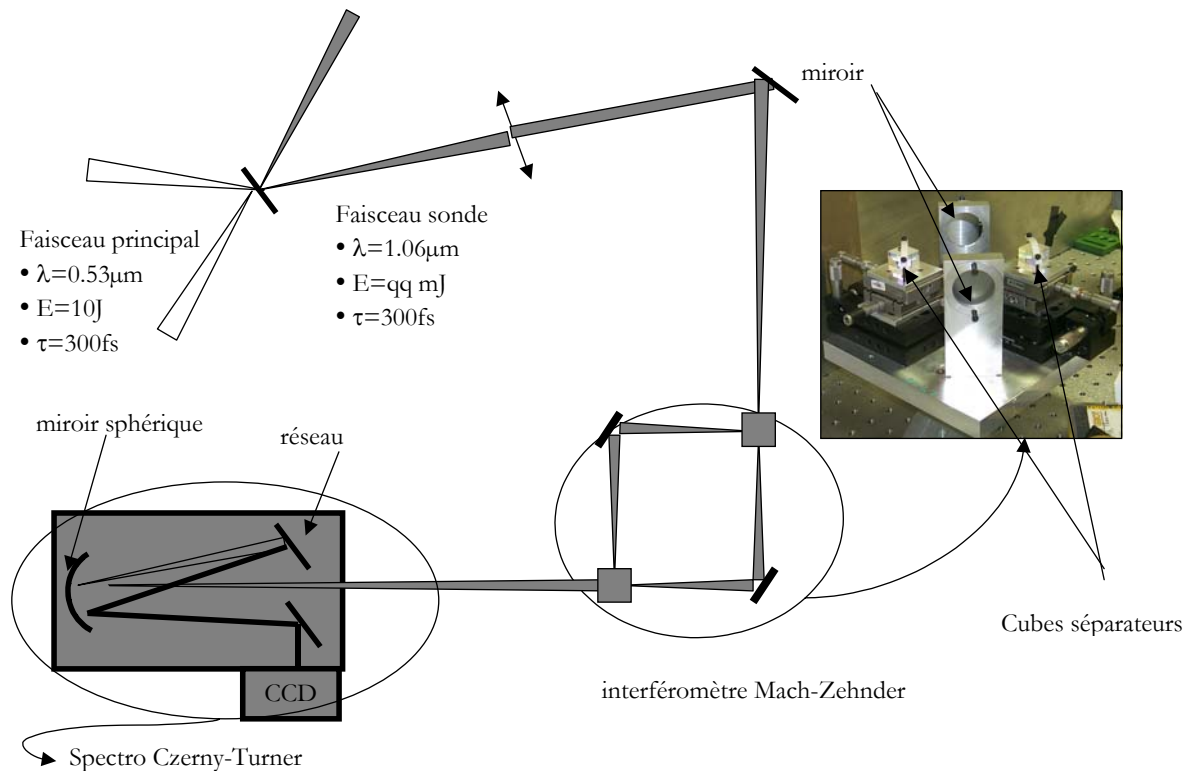 miroir
Faisceau sonde
• λ=1.06μm
• E=qq mJ
• τ=300fs
Faisceau principal
• λ=0.53μm
• E=10J
• τ=300fs
miroir sphérique
réseau
CCD
Cubes séparateurs
interféromètre Mach-Zehnder
Spectro Czerny-Turner